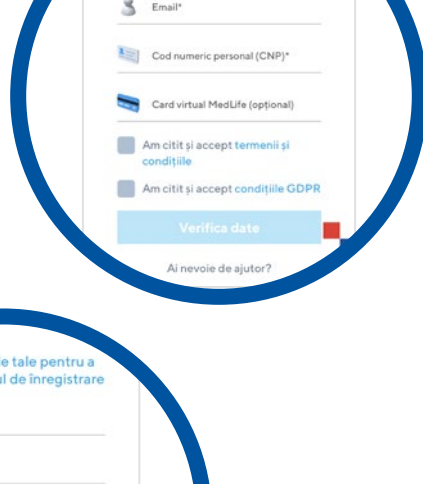 Email*
Cod numeric personal (CNP)*
Card virtual MedLife (opțional)
Am citit și accept termenii și
condițiile
Am citit și accept condițiile GDPR
Verifica date
Ai nevoie de ajutor?
tale pentru a
de înregistrare